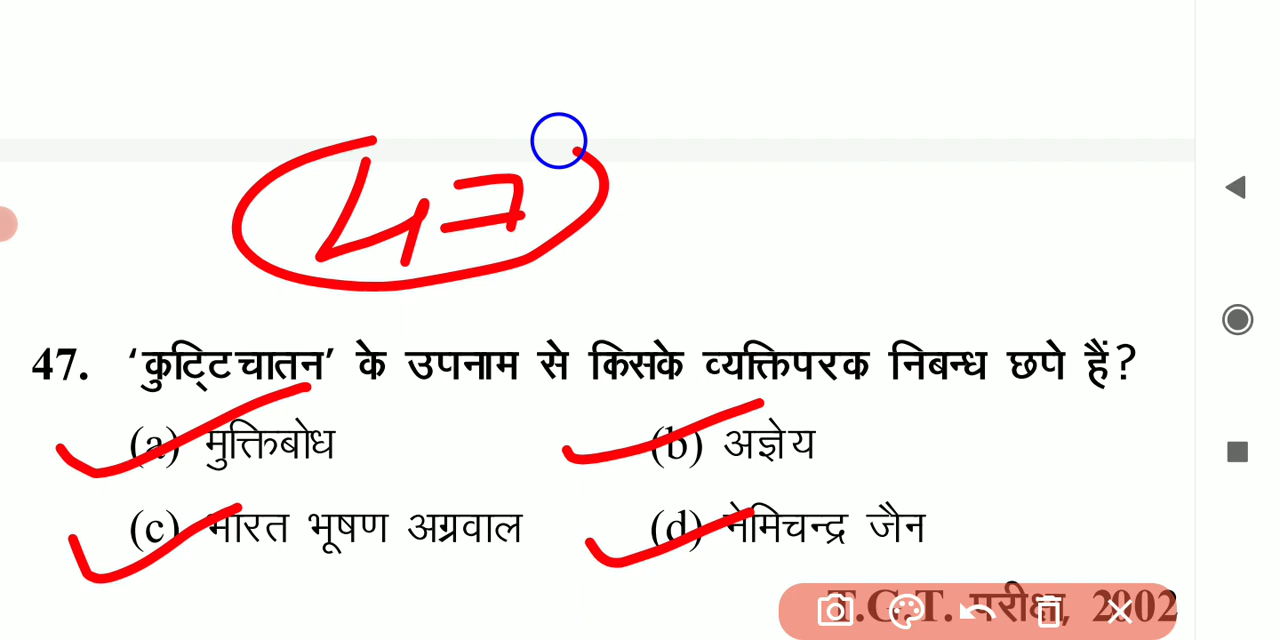 47
47. ‘कुट्टिचातन’ के उपनाम से किसके व्यक्तिपरक निबन्ध छपे हैं?
(a) मुक्तिबोध (b) अज्ञेय
(c) भारत भूषण अग्रवाल (d) नेमिचन्द्र जैन
T.G.T. परीक्षा, 2002